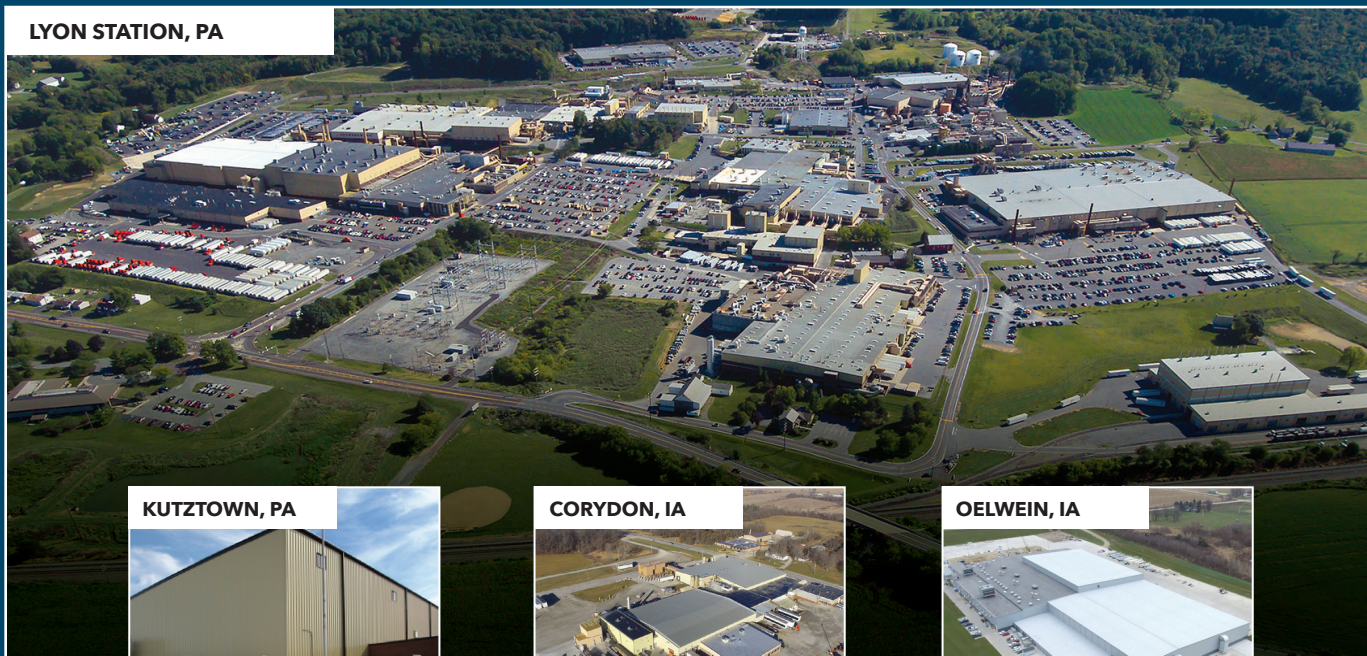 LYON STATION, PA
KUTZTOWN, PA
CORYDON, IA
OELWEIN, IA